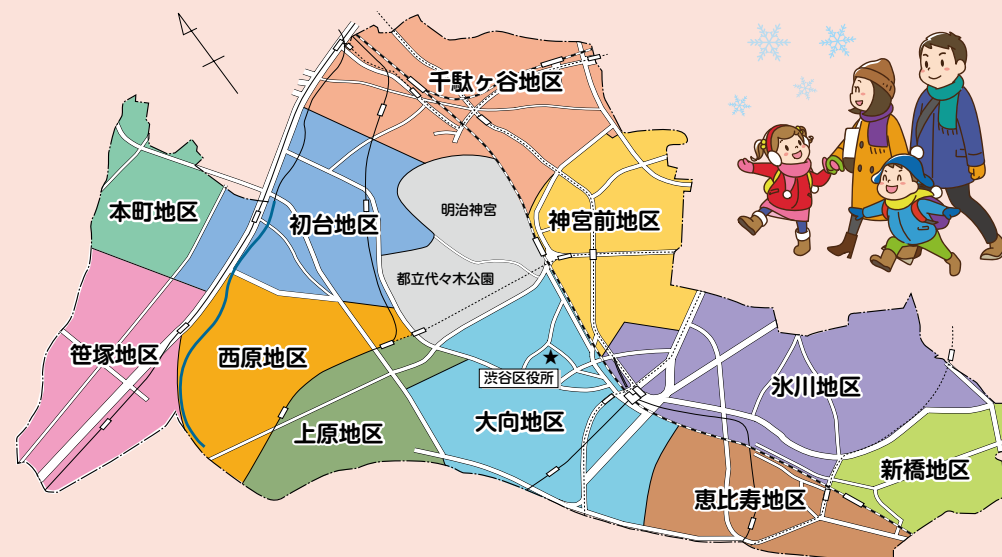 千駄ヶ谷地区
本町地区
初台地区
明治神宮
神宮前地区
都立代々木公園
笹塚地区
西原地区
渋谷区役所
氷川地区
上原地区
大向地区
新橋地区
恵比寿地区